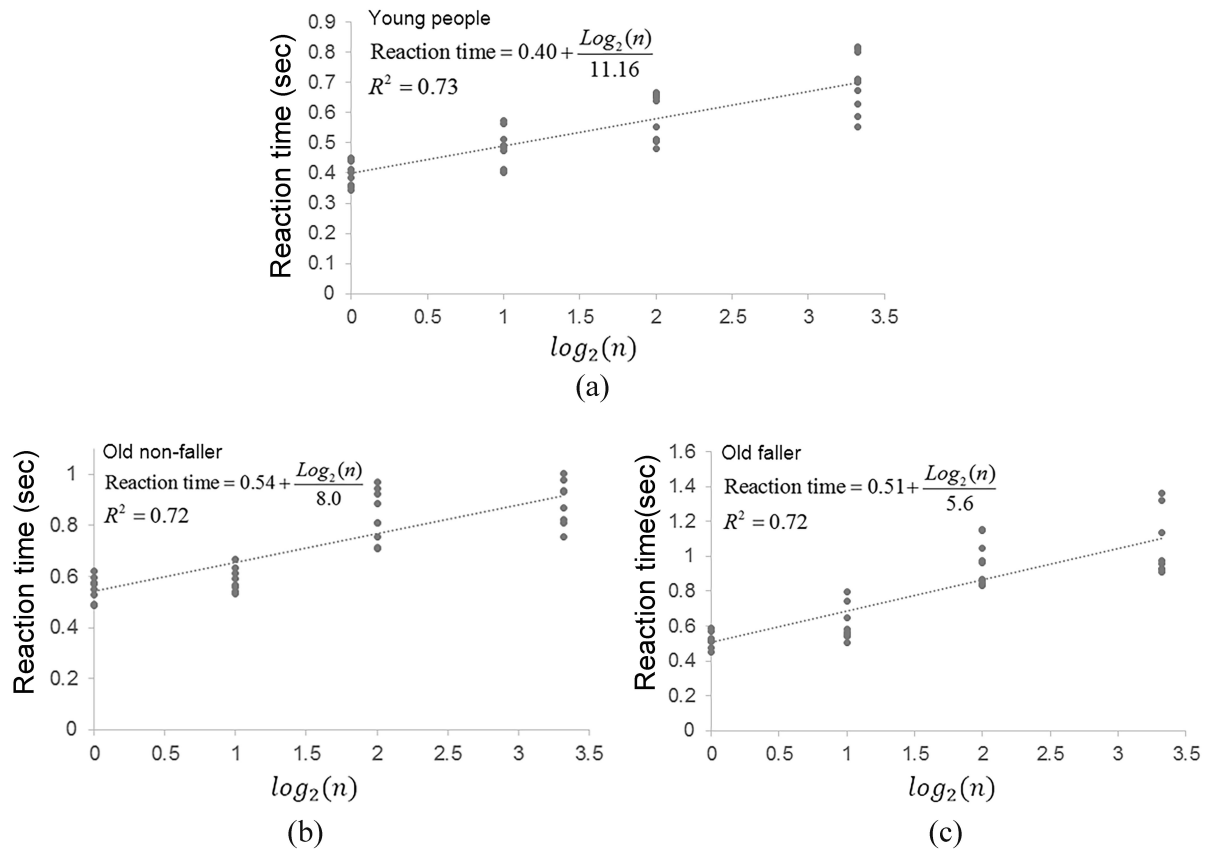 Young people
Reaction time = 0.40 + Log₂(n)/11.16
R² = 0.73
Reaction time (sec)
0.9
0.8
0.7
0.6
0.5
0.4
0.3
0.2
0.1
0
0 0.5 1 1.5 2 2.5 3 3.5
log₂(n)
(a)
Old non-faller
Reaction time = 0.54 + Log₂(n)/8.0
R² = 0.72
Reaction time (sec)
1
0.8
0.6
0.4
0.2
0
0 0.5 1 1.5 2 2.5 3 3.5
log₂(n)
(b)
Old faller
Reaction time = 0.51 + Log₂(n)/5.6
R² = 0.72
Reaction time(sec)
1.6
1.4
1.2
1
0.8
0.6
0.4
0.2
0
0 0.5 1 1.5 2 2.5 3 3.5
log₂(n)
(c)